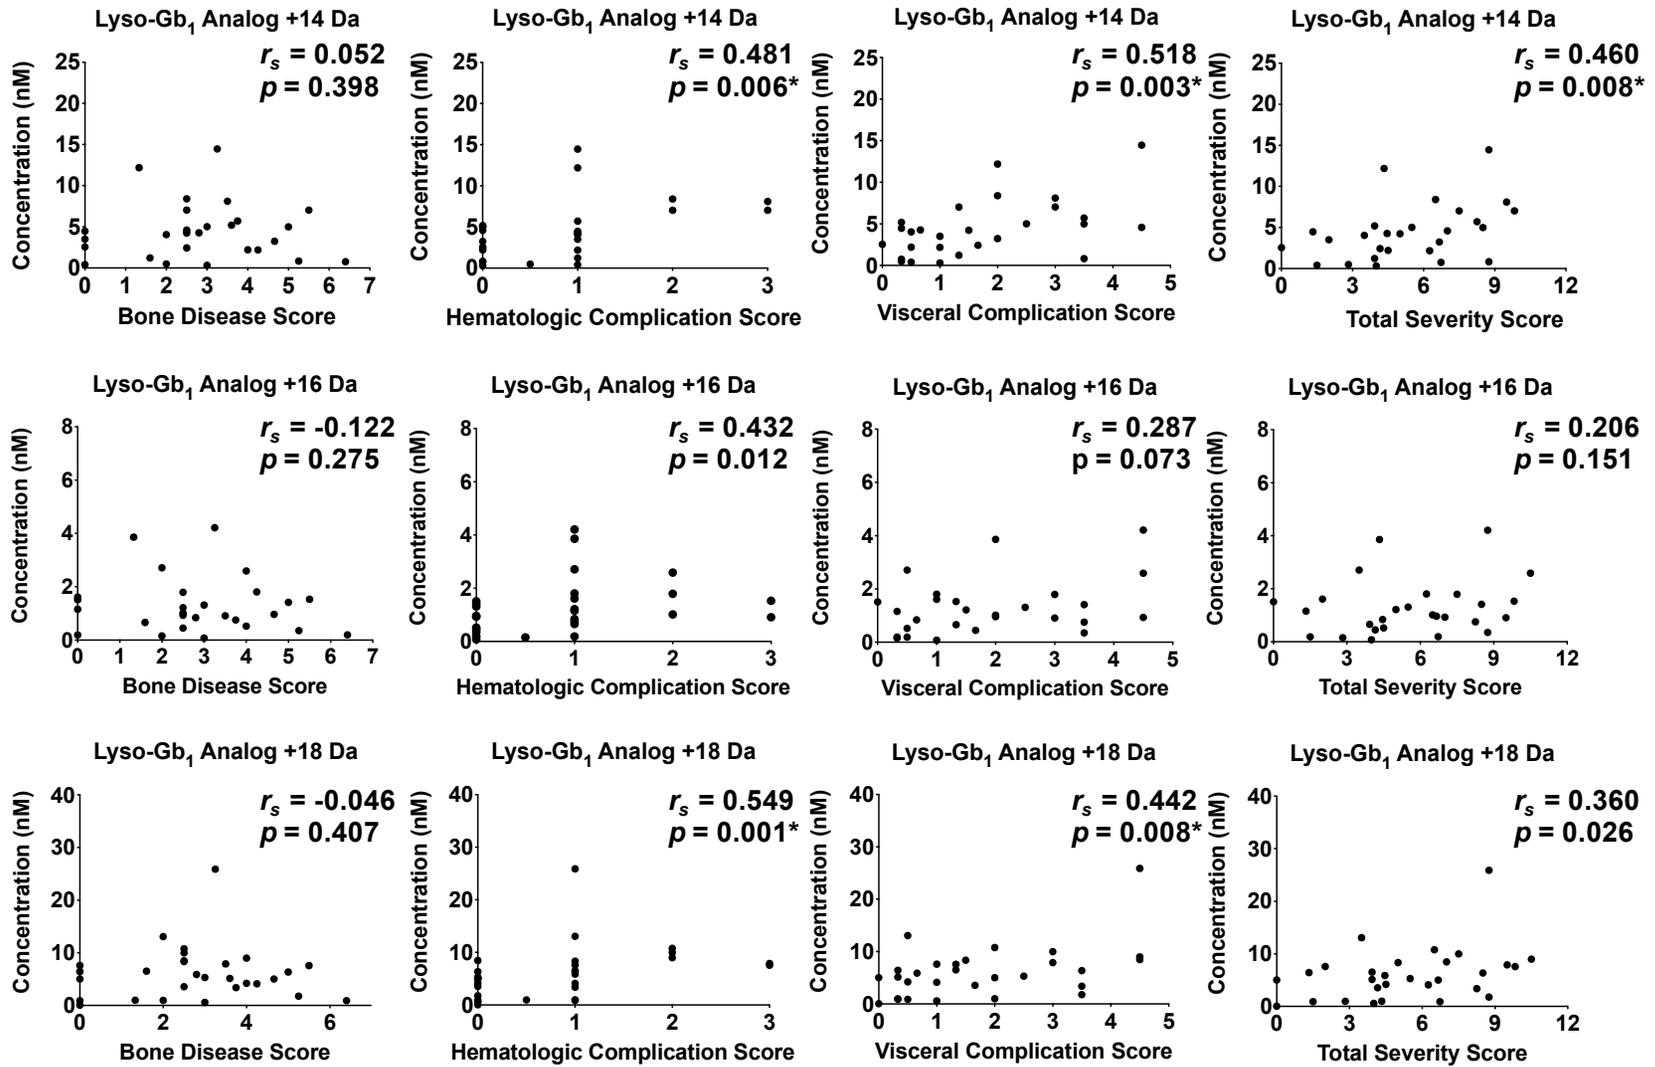 Lyso-Gb1 Analog +14 Da
rs = 0.052
p = 0.398
Concentration (nM)
25
20
15
10
5
0
0 1 2 3 4 5 6 7
Bone Disease Score
Lyso-Gb1 Analog +14 Da
rs = 0.481
p = 0.006*
Concentration (nM)
25
20
15
10
5
0
0 1 2 3
Hematologic Complication Score
Lyso-Gb1 Analog +14 Da
rs = 0.518
p = 0.003*
Concentration (nM)
25
20
15
10
5
0
0 1 2 3 4 5
Visceral Complication Score
Lyso-Gb1 Analog +14 Da
rs = 0.460
p = 0.008*
Concentration (nM)
25
20
15
10
5
0
0 3 6 9 12
Total Severity Score
Lyso-Gb1 Analog +16 Da
rs = -0.122
p = 0.275
Concentration (nM)
8
6
4
2
0
0 1 2 3 4 5 6 7
Bone Disease Score
Lyso-Gb1 Analog +16 Da
rs = 0.432
p = 0.012
Concentration (nM)
8
6
4
2
0
0 1 2 3
Hematologic Complication Score
Lyso-Gb1 Analog +16 Da
rs = 0.287
p = 0.073
Concentration (nM)
8
6
4
2
0
0 1 2 3 4 5
Visceral Complication Score
Lyso-Gb1 Analog +16 Da
rs = 0.206
p = 0.151
Concentration (nM)
8
6
4
2
0
0 3 6 9 12
Total Severity Score
Lyso-Gb1 Analog +18 Da
rs = -0.046
p = 0.407
Concentration (nM)
40
30
20
10
0
0 2 4 6
Bone Disease Score
Lyso-Gb1 Analog +18 Da
rs = 0.549
p = 0.001*
Concentration (nM)
40
30
20
10
0
0 1 2 3
Hematologic Complication Score
Lyso-Gb1 Analog +18 Da
rs = 0.442
p = 0.008*
Concentration (nM)
40
30
20
10
0
0 1 2 3 4 5
Visceral Complication Score
Lyso-Gb1 Analog +18 Da
rs = 0.360
p = 0.026
Concentration (nM)
40
30
20
10
0
0 3 6 9 12
Total Severity Score